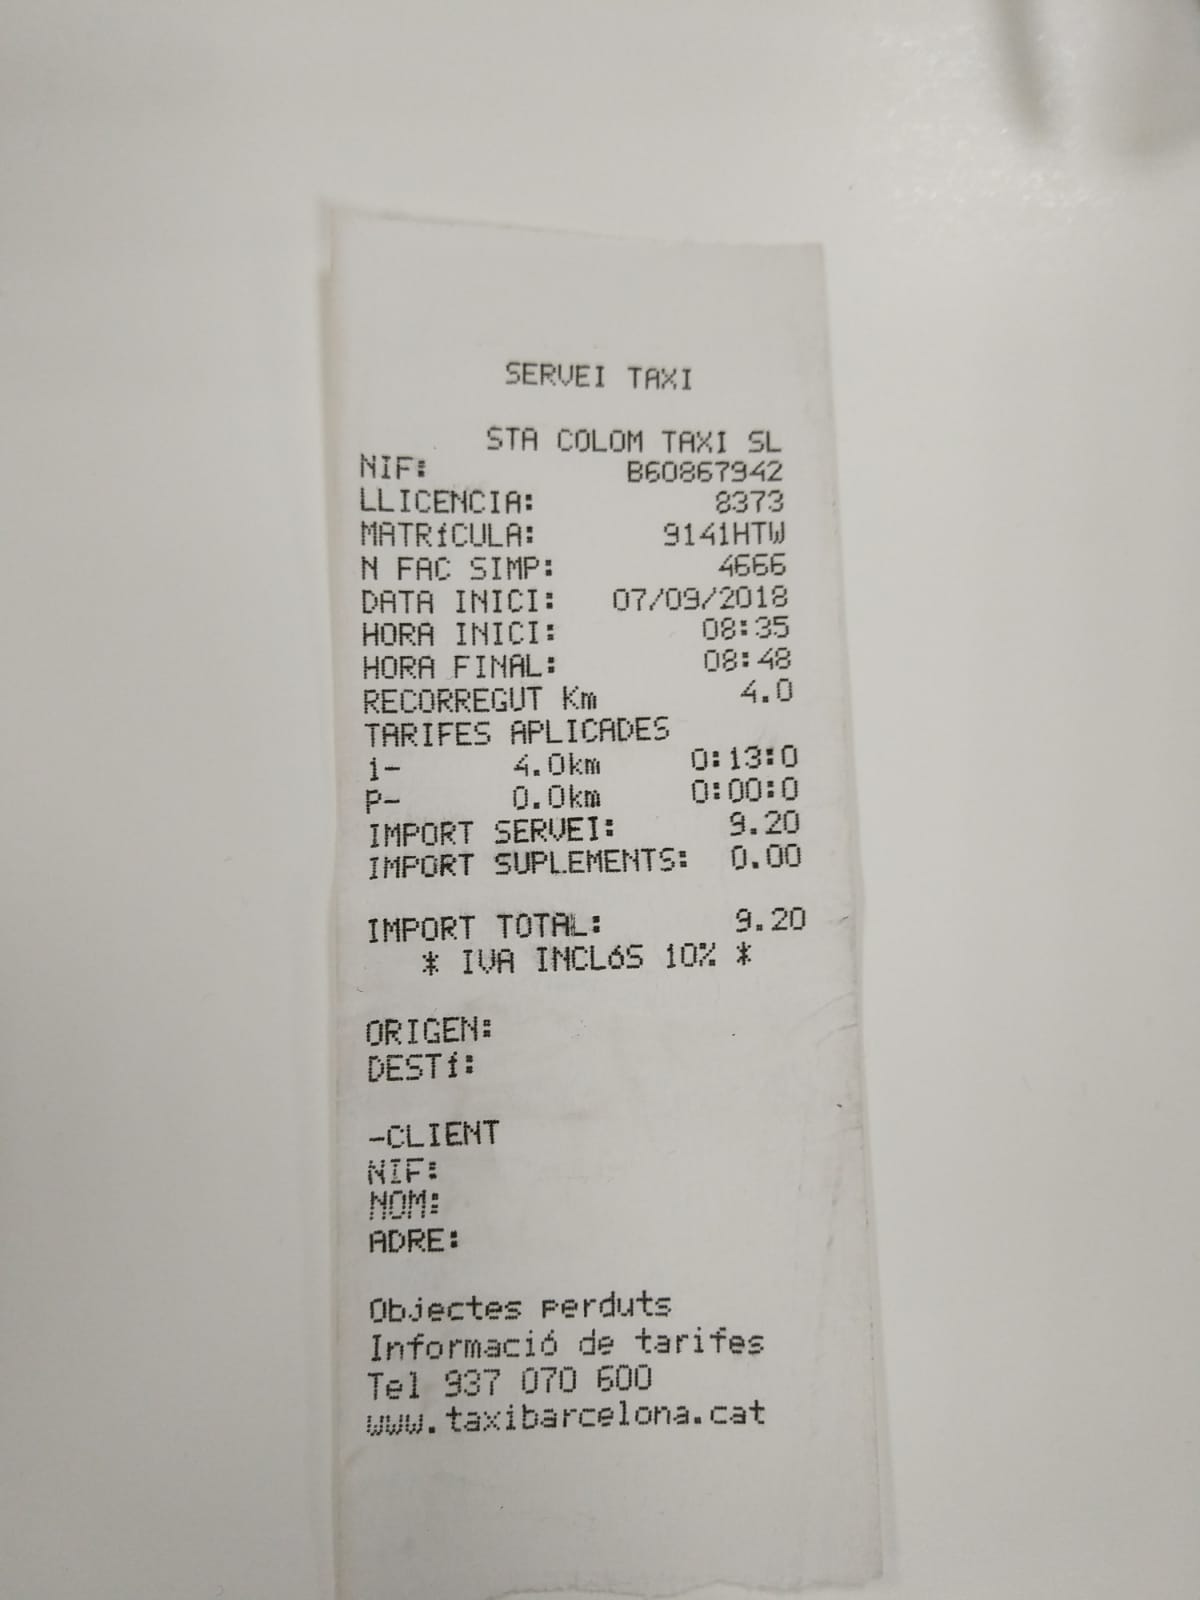 SERVEI TAXI
STA COLOM TAXI SL
NIF: B60867942
LLICENCIA: 8373
MATRíCULA: 9141HTW
N FAC SIMP: 4666
DATA INICI: 07/09/2018
HORA INICI: 08:35
HORA FINAL: 08:48
RECORREGUT Km 4.0
TARIFES APLICADES
1- 4.0km 0:13:0
P- 0.0km 0:00:0
IMPORT SERVEI: 9.20
IMPORT SUPLEMENTS: 0.00
IMPORT TOTAL: 9.20
* IVA INCLóS 10% *
ORIGEN:
DESTí:
-CLIENT
NIF:
NOM:
ADRE:
Objectes perduts
Informació de tarifes
Tel 937 070 600
www.taxibarcelona.cat